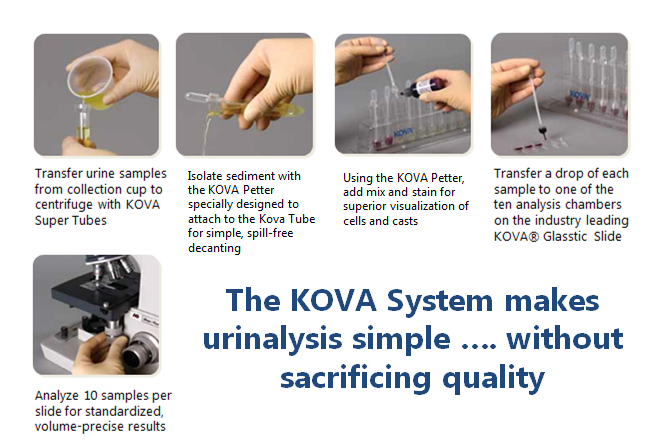 Transfer urine samples
from collection cup to
centrifuge with KOVA
Super Tubes
Isolate sediment with
the KOVA Petter
specially designed to
attach to the Kova Tube
for simple, spill-free
decanting
KOVA
Using the KOVA Petter,
add mix and stain for
superior visualization of
cells and casts
KOVA
Transfer a drop of each
sample to one of the
ten analysis chambers
on the industry leading
KOVA® Glasstic Slide
Analyze 10 samples per
slide for standardized,
volume-precise results
The KOVA System makes
urinalysis simple …. without
sacrificing quality